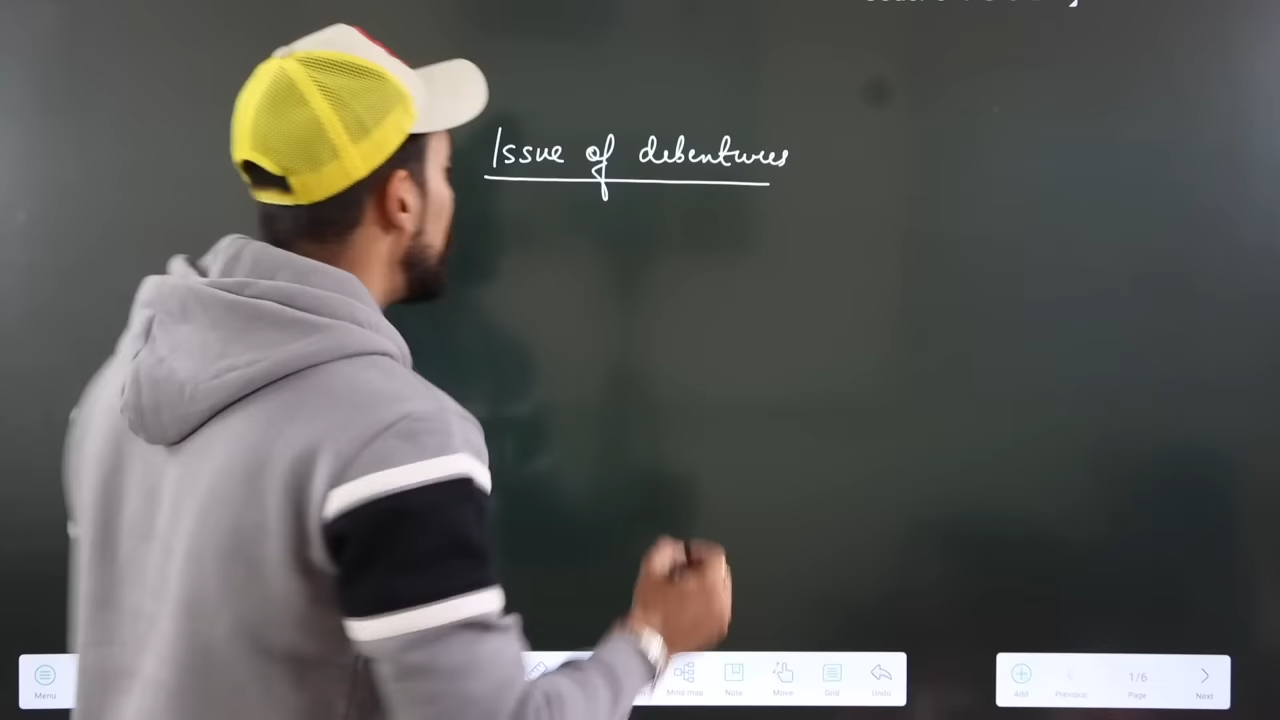 Issue of debentures
Menu
Mind map
Note
Move
Grid
Undo
Add
Previous
1/6
Page
Next